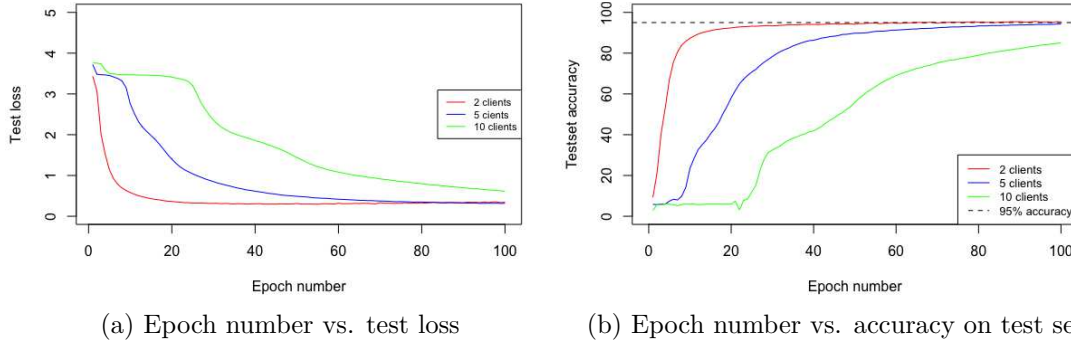 5
4
3
2
1
0
Test loss
2 clients
5 cients
10 clients
0
20
40
60
80
100
Epoch number
(a) Epoch number vs. test loss
100
80
60
40
20
0
Testset accuracy
2 clients
5 clients
10 clients
95% accuracy
0
20
40
60
80
100
Epoch number
(b) Epoch number vs. accuracy on test se